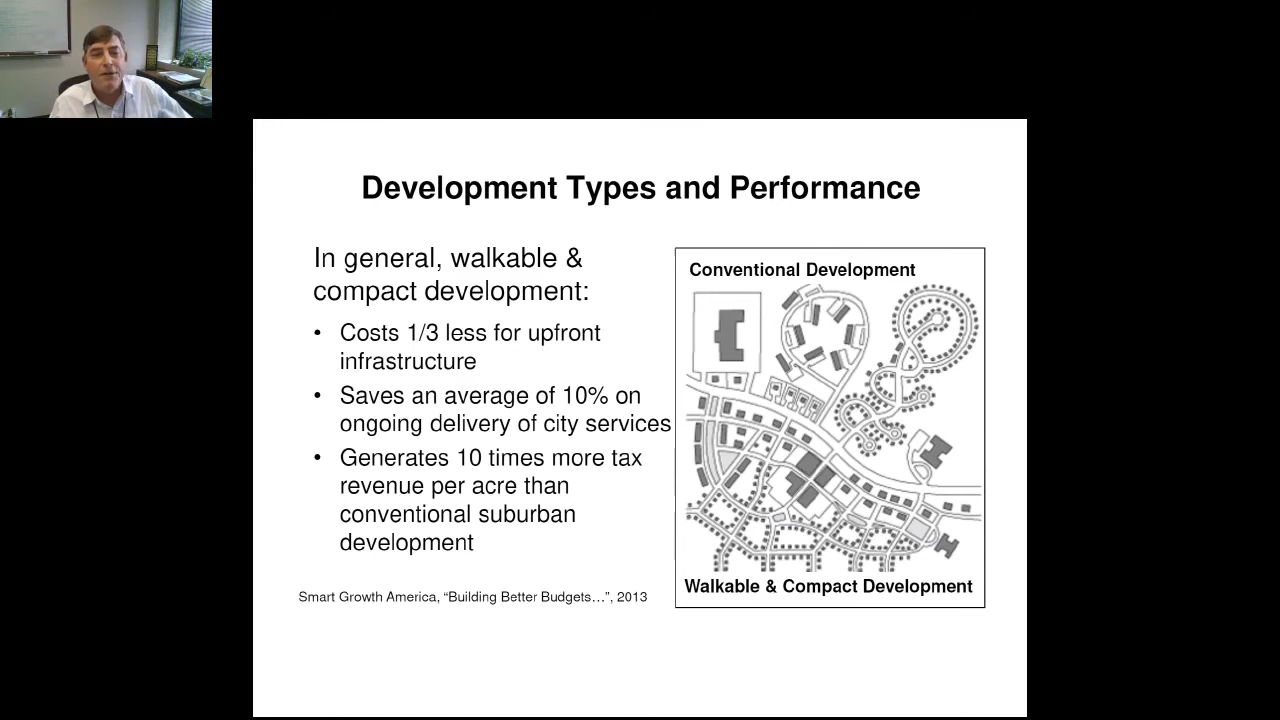 Development Types and Performance
In general, walkable &
compact development:
• Costs 1/3 less for upfront
infrastructure
• Saves an average of 10% on
ongoing delivery of city services
• Generates 10 times more tax
revenue per acre than
conventional suburban
development
Smart Growth America, “Building Better Budgets…”, 2013
Conventional Development
Walkable & Compact Development